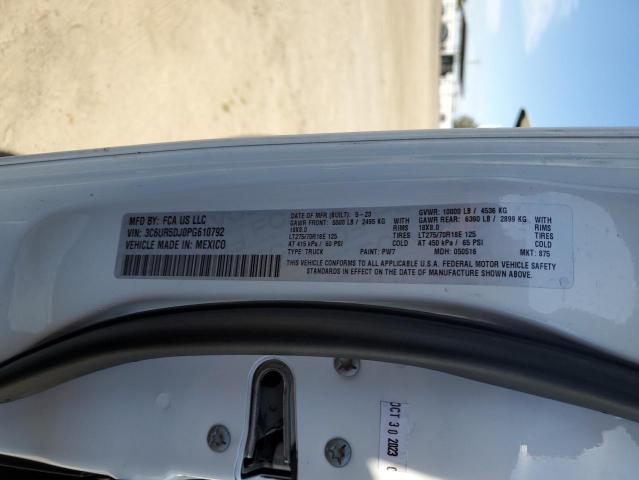 MFD BY: FCA US LLC
VIN: 3C6UR5DJ0PG610792
VEHICLE MADE IN: MEXICO
DATE OF MFR (BUILT): 5-23
GAWR FRONT: 5500 LB / 2495 KG
WITH
18X8.0 RIMS
LT275/70R18E 125 TIRES
AT 415 kPa / 60 PSI COLD
TYPE: TRUCK PAINT: PW7
GVWR: 10000 LB / 4536 KG
GAWR REAR: 6390 LB / 2899 KG
WITH
18X8.0 RIMS
LT275/70R18E 125 TIRES
AT 450 kPa / 65 PSI COLD
MDH: 050516 MKT: 875
THIS VEHICLE CONFORMS TO ALL APPLICABLE U.S.A. FEDERAL MOTOR VEHICLE SAFETY
STANDARDS IN EFFECT ON THE DATE OF MANUFACTURE SHOWN ABOVE.
OCT 30 2023